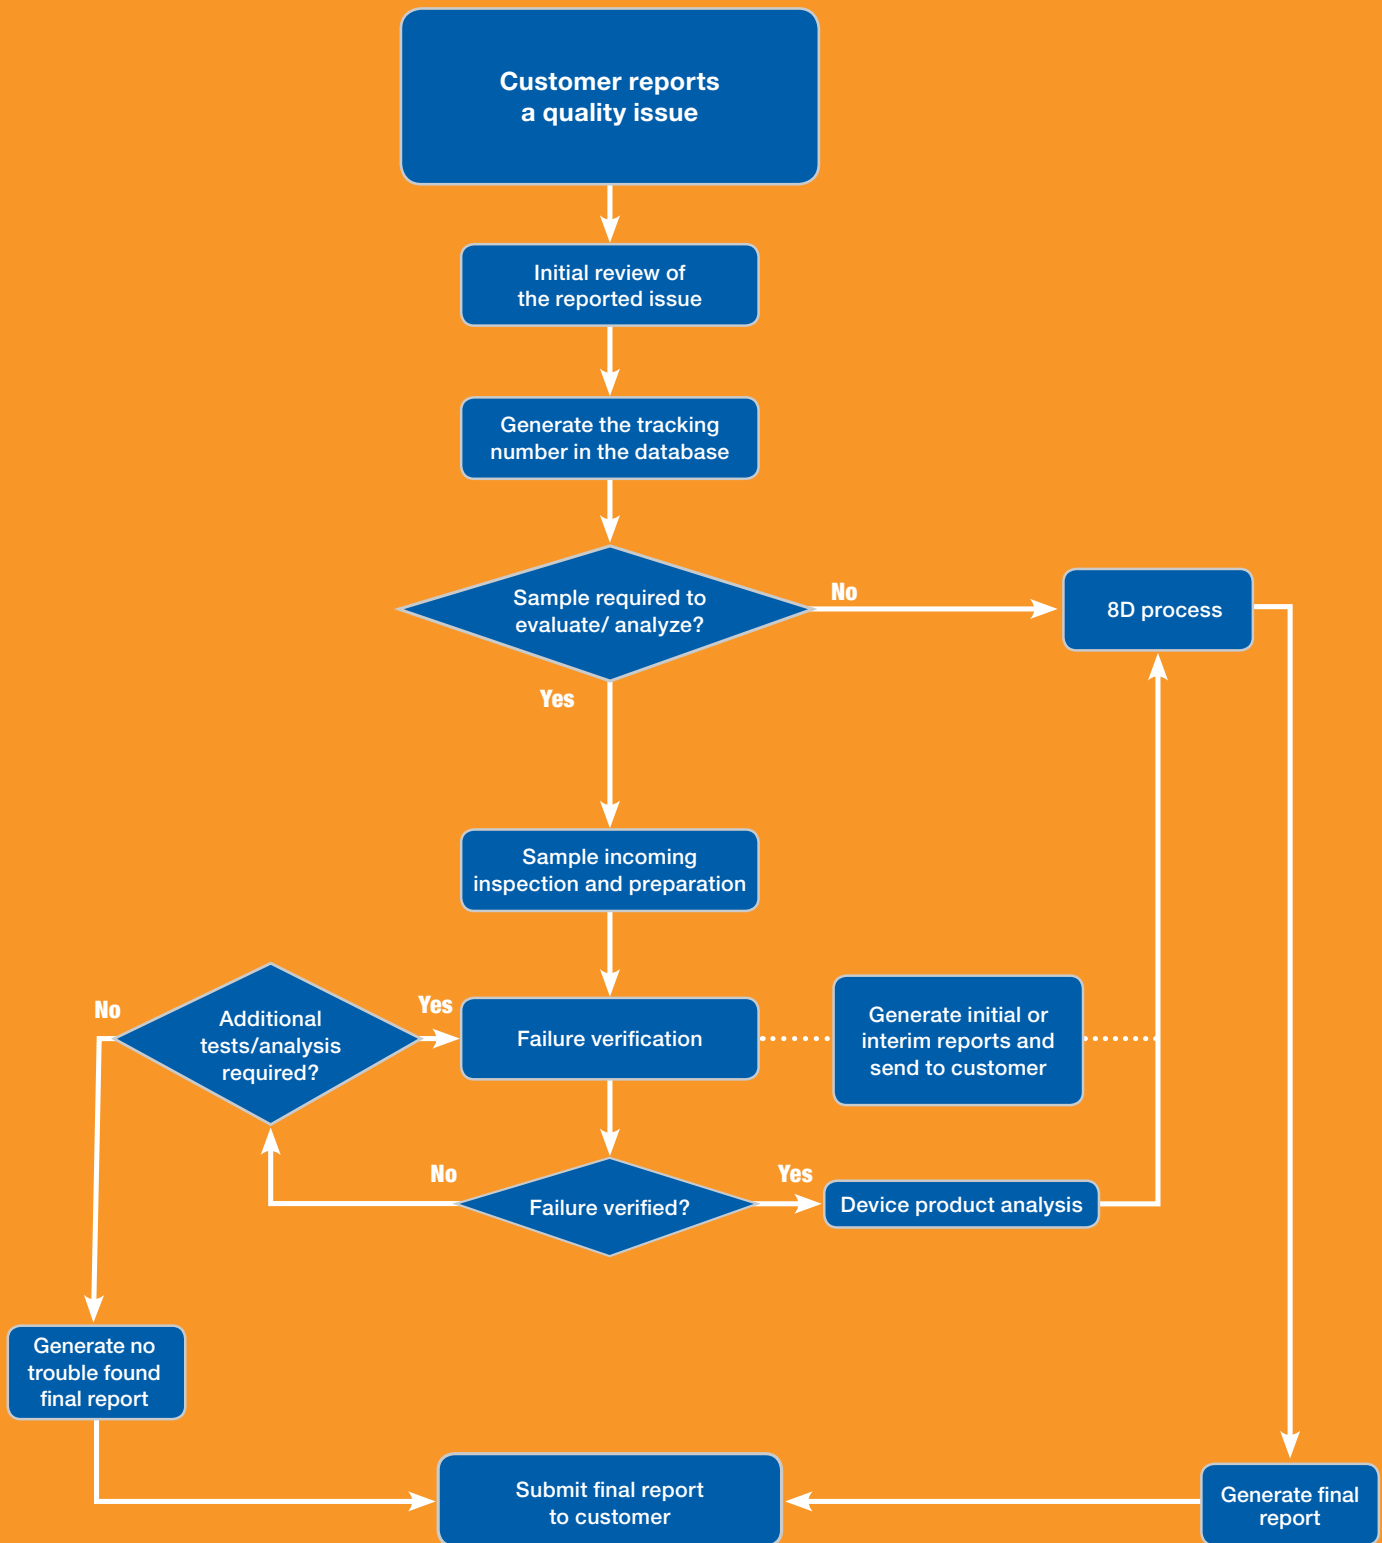 Customer reports
a quality issue
Initial review of
the reported issue
Generate the tracking
number in the database
Sample required to
evaluate/ analyze?
No
8D process
Yes
Sample incoming
inspection and preparation
No
Additional
tests/analysis
required?
Yes
Failure verification
Generate initial or
interim reports and
send to customer
No
Failure verified?
Yes
Device product analysis
Generate no
trouble found
final report
Submit final report
to customer
Generate final
report